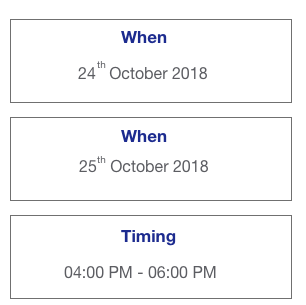 When
24th October 2018
When
25th October 2018
Timing
04:00 PM - 06:00 PM